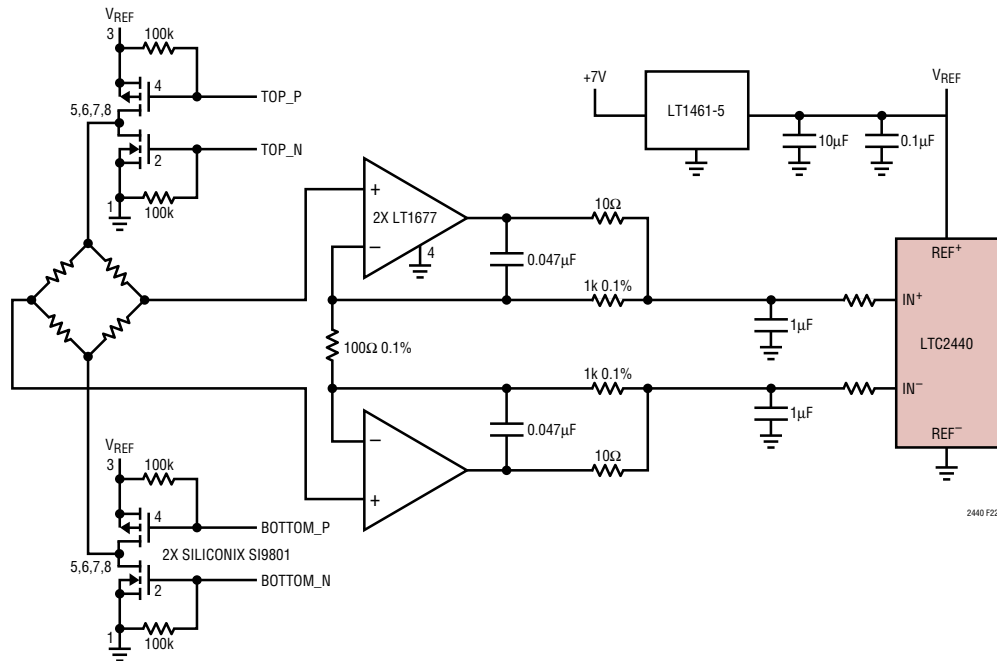 VREF
3
100k
4
TOP_P
5,6,7,8
TOP_N
2
1
100k
+7V
LT1461-5
VREF
10µF
0.1µF
+
2X LT1677
−
4
10Ω
0.047µF
1k 0.1%
REF+
IN+
1µF
LTC2440
100Ω 0.1%
1k 0.1%
IN−
1µF
REF−
−
0.047µF
10Ω
+
2440 F22
VREF
3
100k
4
BOTTOM_P
2X SILICONIX SI9801
5,6,7,8
BOTTOM_N
2
1
100k